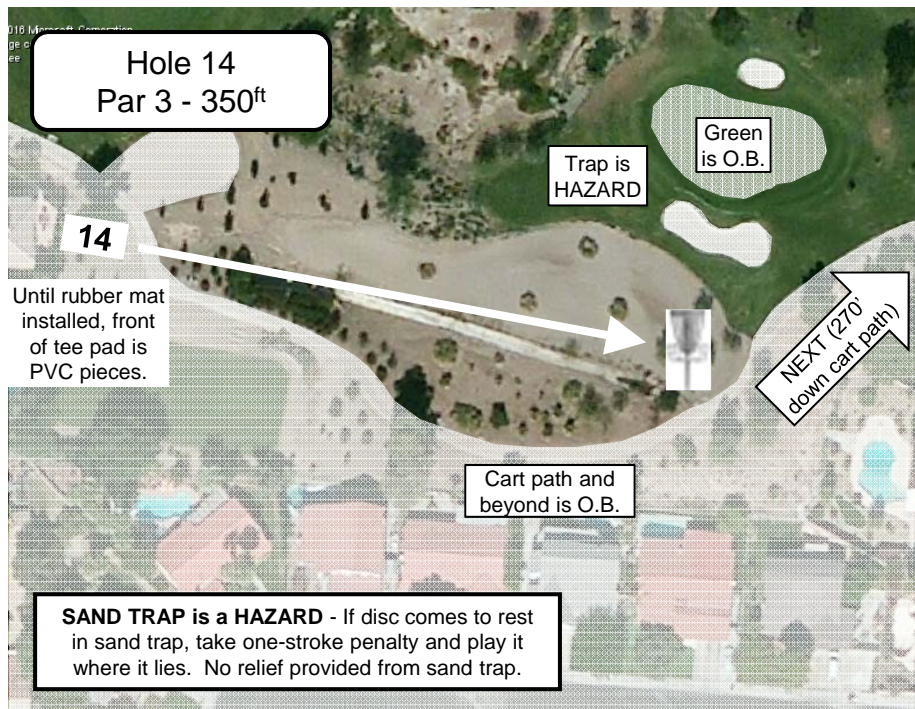 Hole 14
Par 3 - 350ft
Green
is O.B.
Trap is
HAZARD
14
Until rubber mat
installed, front
of tee pad is
PVC pieces.
NEXT (270'
down cart path)
Cart path and
beyond is O.B.
SAND TRAP is a HAZARD - If disc comes to rest
in sand trap, take one-stroke penalty and play it
where it lies.  No relief provided from sand trap.